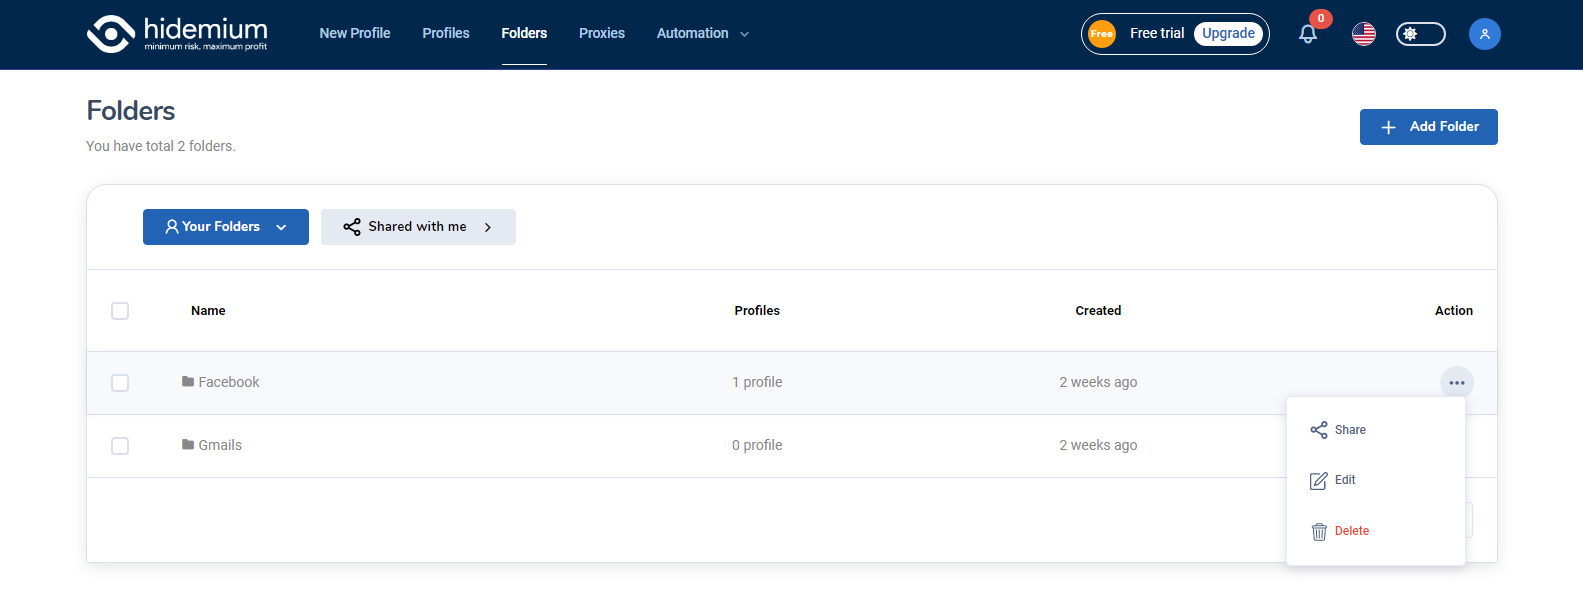 hidemium
minimum risk, maximum profit
New Profile
Profiles
Folders
Proxies
Automation
Free
Free trial
Upgrade
0
Folders
You have total 2 folders.
Add Folder
Your Folders
Shared with me
Name
Profiles
Created
Action
Facebook
1 profile
2 weeks ago
Gmails
0 profile
2 weeks ago
Share
Edit
Delete